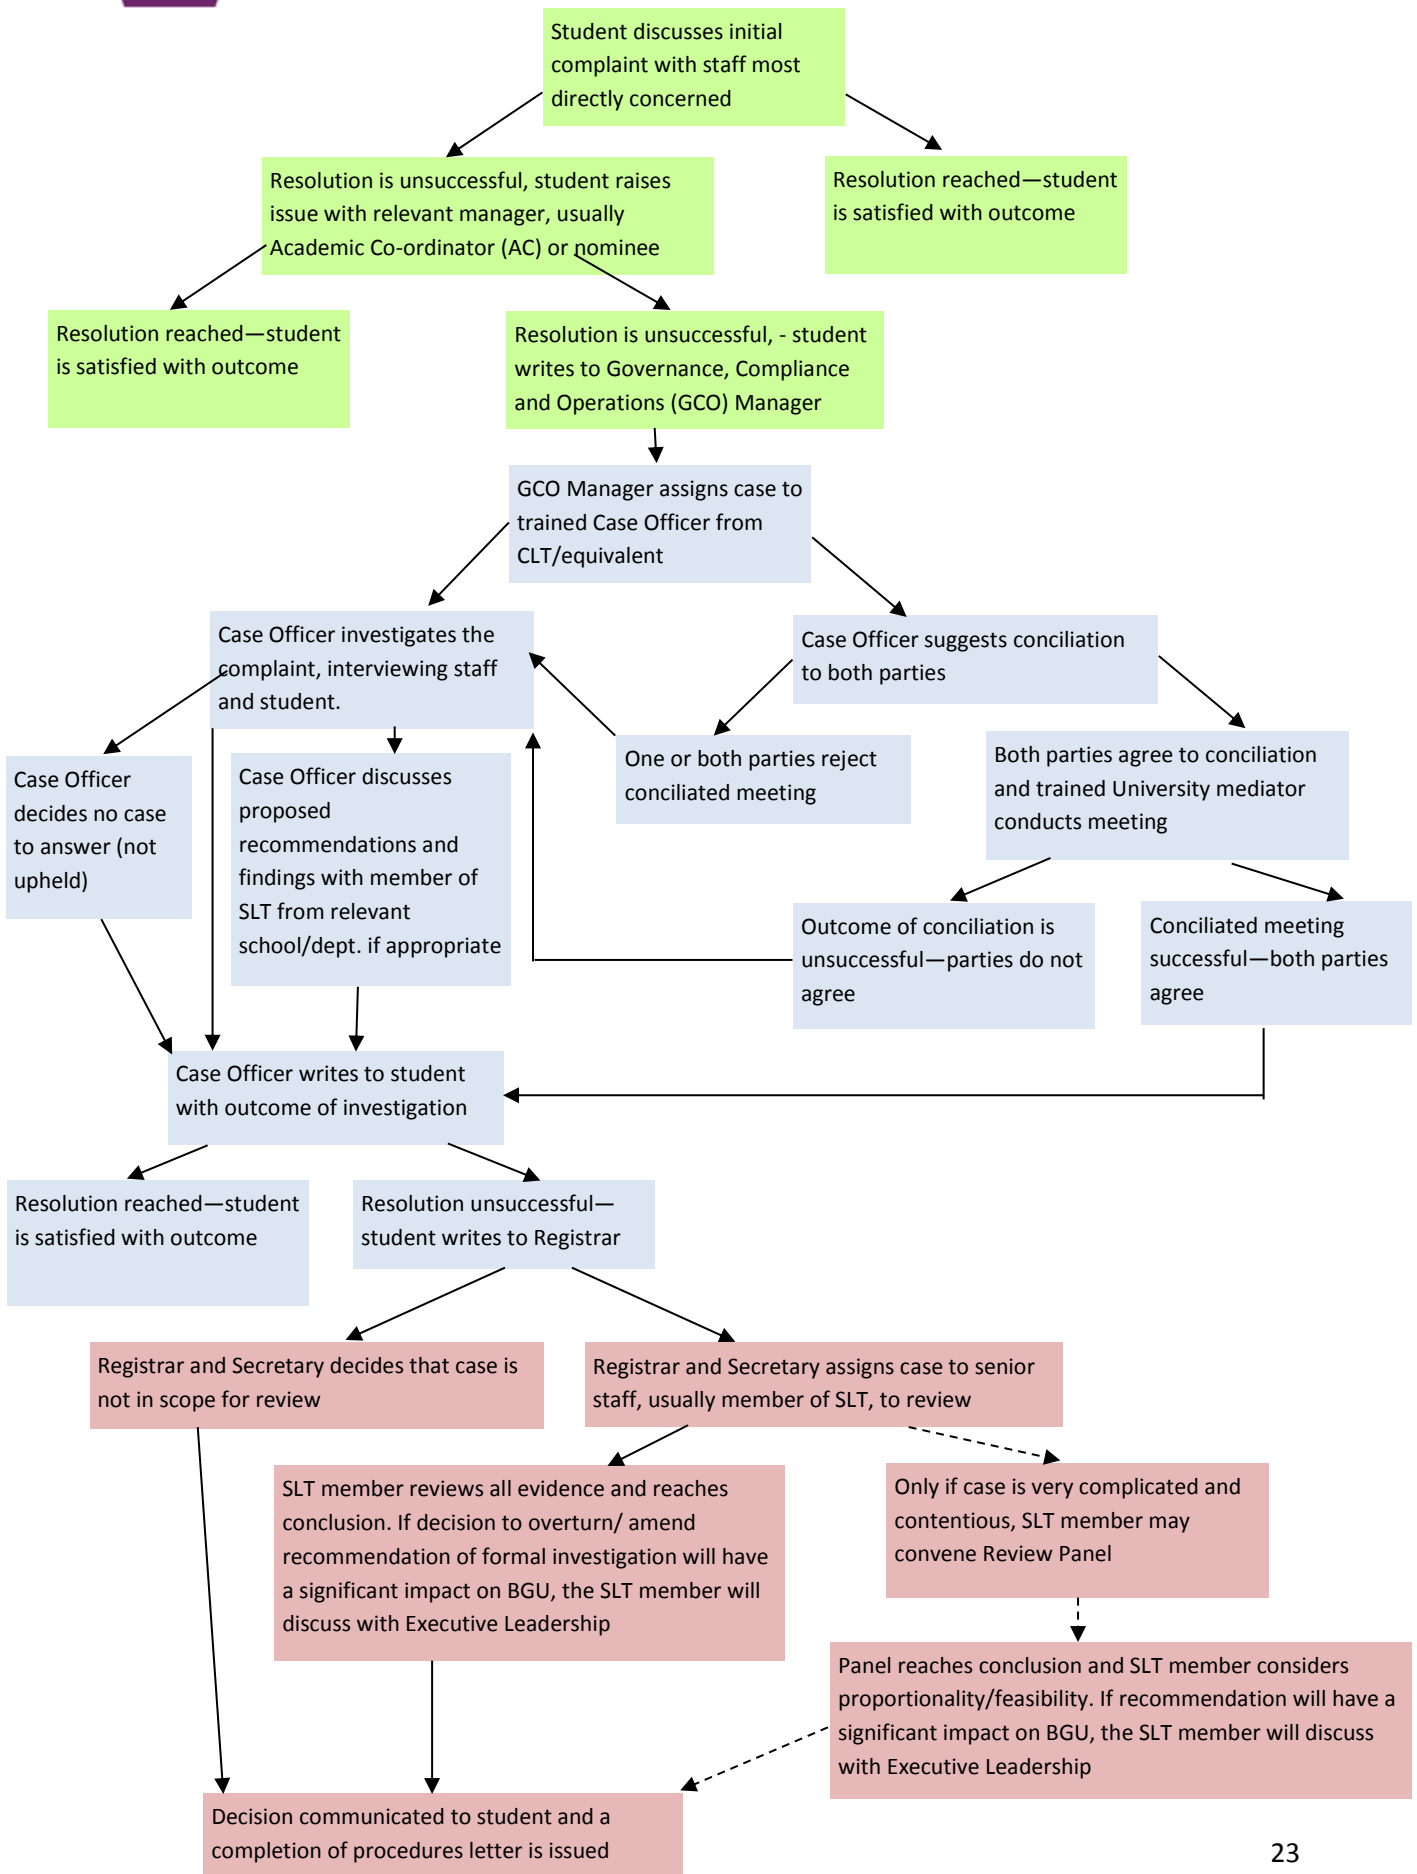 Student discusses initial
complaint with staff most
directly concerned
Resolution is unsuccessful, student raises
issue with relevant manager, usually
Academic Co-ordinator (AC) or nominee
Resolution reached—student
is satisfied with outcome
Resolution reached—student
is satisfied with outcome
Resolution is unsuccessful, - student
writes to Governance, Compliance
and Operations (GCO) Manager
GCO Manager assigns case to
trained Case Officer from
CLT/equivalent
Case Officer investigates the
complaint, interviewing staff
and student.
Case Officer suggests conciliation
to both parties
Case Officer
decides no case
to answer (not
upheld)
Case Officer discusses
proposed
recommendations and
findings with member of
SLT from relevant
school/dept. if appropriate
One or both parties reject
conciliated meeting
Both parties agree to conciliation
and trained University mediator
conducts meeting
Outcome of conciliation is
unsuccessful—parties do not
agree
Conciliated meeting
successful—both parties
agree
Case Officer writes to student
with outcome of investigation
Resolution reached—student
is satisfied with outcome
Resolution unsuccessful—
student writes to Registrar
Registrar and Secretary decides that case is
not in scope for review
Registrar and Secretary assigns case to senior
staff, usually member of SLT, to review
SLT member reviews all evidence and reaches
conclusion. If decision to overturn/ amend
recommendation of formal investigation will have
a significant impact on BGU, the SLT member will
discuss with Executive Leadership
Only if case is very complicated and
contentious, SLT member may
convene Review Panel
Panel reaches conclusion and SLT member considers
proportionality/feasibility. If recommendation will have a
significant impact on BGU, the SLT member will discuss
with Executive Leadership
Decision communicated to student and a
completion of procedures letter is issued
23